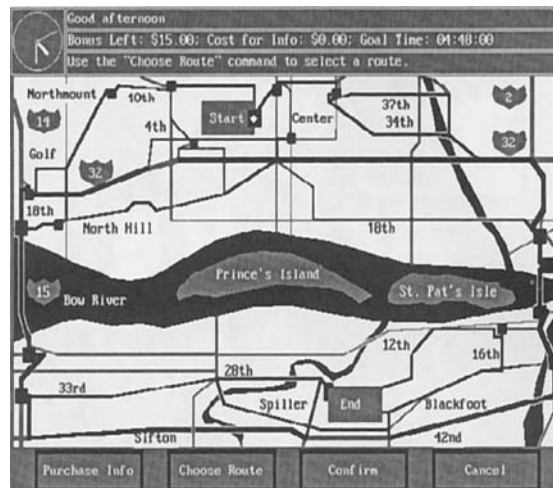 Good afternoon
Bonus Left: $15.00; Cost for Info: $0.00; Goal Time: 04:48:00
Use the "Choose Route" command to select a route.
Northmount
10th
37th
2
14
4th
Start
Center
34th
Golf
32
32
18th
North Hill
18th
Prince's Island
15
Bow River
St. Pat's Isle
12th
28th
16th
33rd
Spiller
End
Blackfoot
Sifton
42nd
Purchase Info
Choose Route
Confirm
Cancel